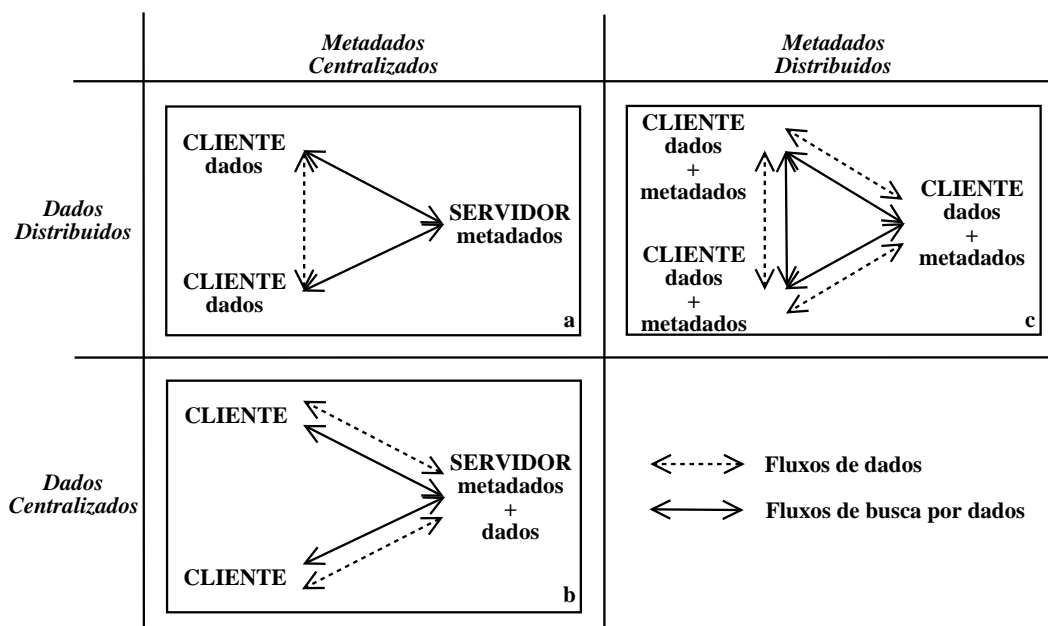 Metadados
Centralizados
Metadados
Distribuidos
Dados
Distribuidos
CLIENTE
dados
SERVIDOR
metadados
CLIENTE
dados
a
CLIENTE
dados
+
metadados
CLIENTE
dados
+
metadados
CLIENTE
dados
+
metadados
c
Dados
Centralizados
CLIENTE
SERVIDOR
metadados
+
dados
CLIENTE
b
Fluxos de dados
Fluxos de busca por dados